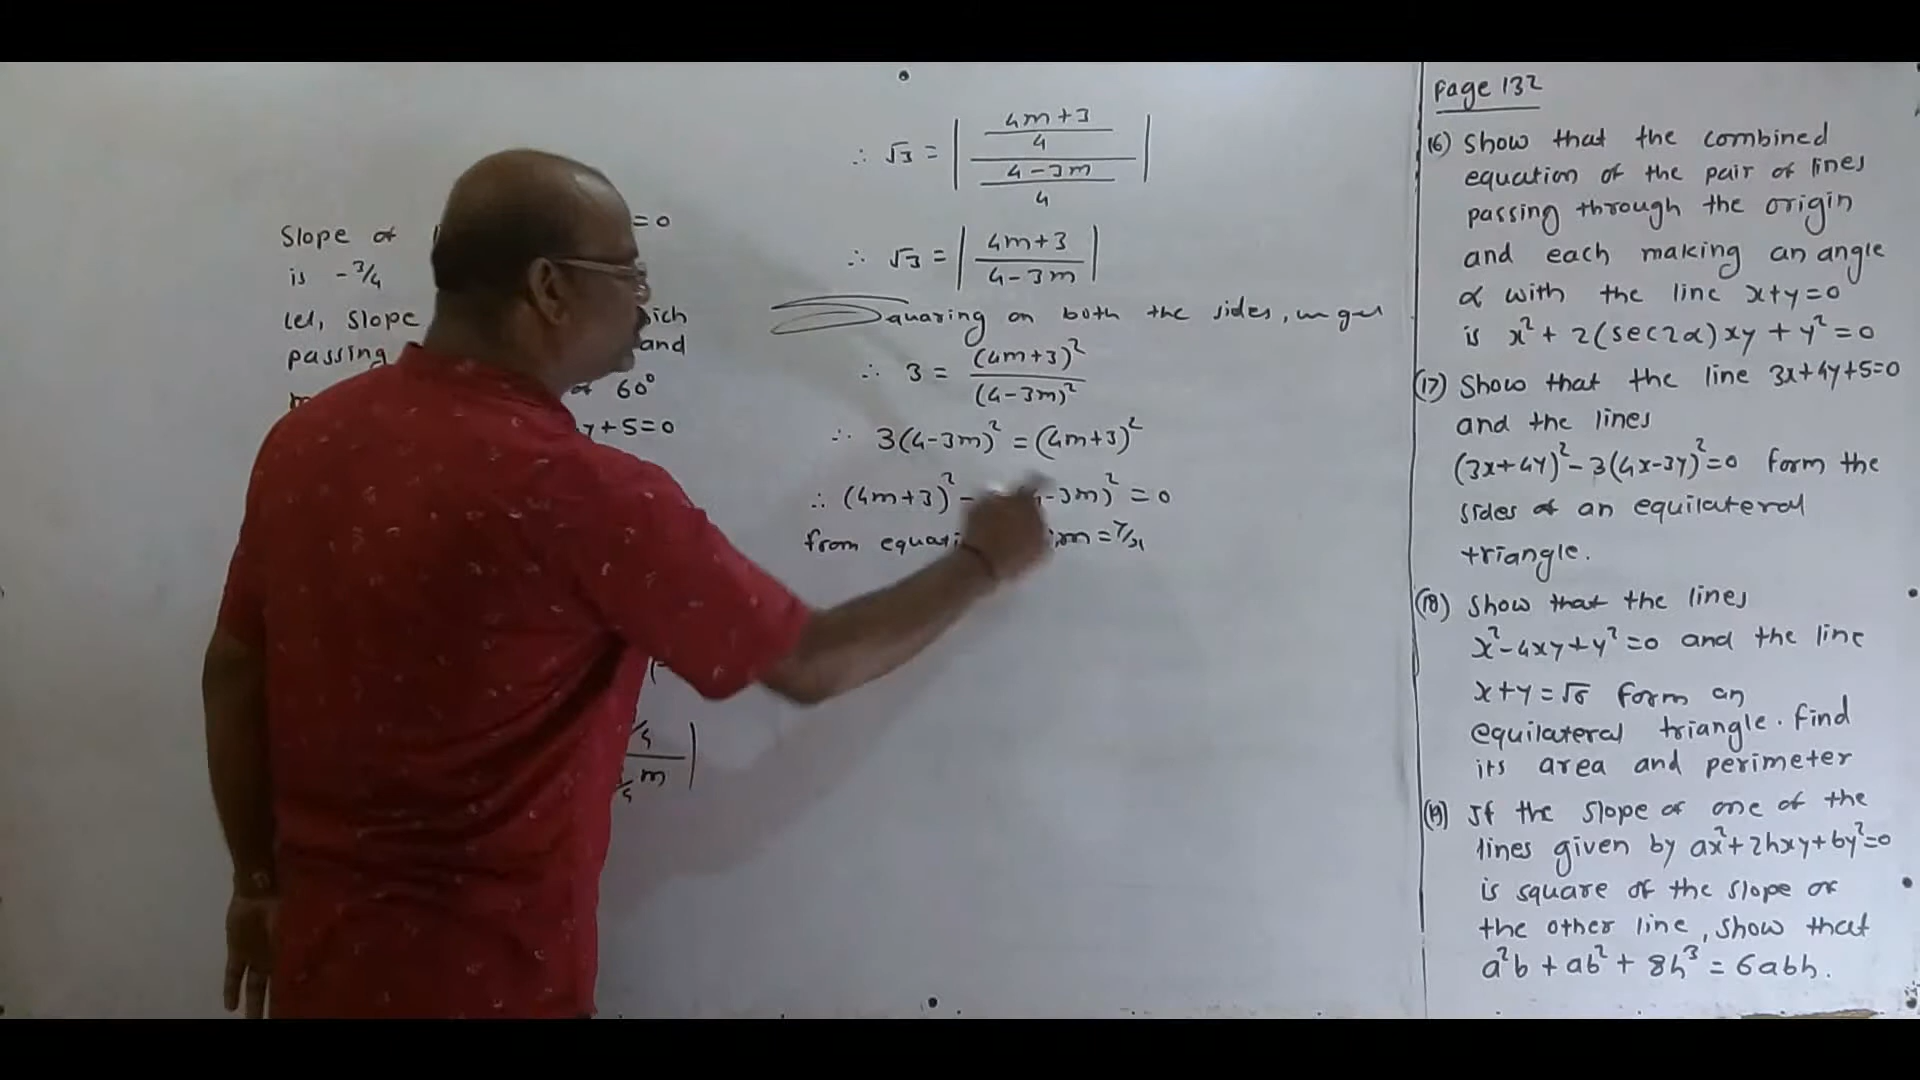 Slope of =0
is -3/4
let, slope
passing and
of 60°
y+5=0
4
m
∴ √3 = | (4m+3)/4 / (4-3m)/4 |
∴ √3 = | (4m+3)/(4-3m) |
Squaring on both the sides, we get
∴ 3 = (4m+3)²/(4-3m)²
∴ 3(4-3m)² = (4m+3)²
∴ (4m+3)² - 4-3m)² = 0
from m = y/x
Page 132
(16) Show that the combined
equation of the pair of lines
passing through the origin
and each making an angle
α with the line x+y=0
is x² + 2(sec2α)xy + y² = 0
(17) Show that the line 3x+4y+5=0
and the lines
(3x+4y)² - 3(4x-3y)² = 0 form the
sides of an equilateral
triangle.
(18) Show that the lines
x² - 4xy + y² = 0 and the line
x+y = √6 form an
equilateral triangle. Find
its area and perimeter
(19) If the slope of one of the
lines given by ax²+2hxy+by²=0
is square of the slope of
the other line, show that
a²b + ab² + 8h³ = 6abh.